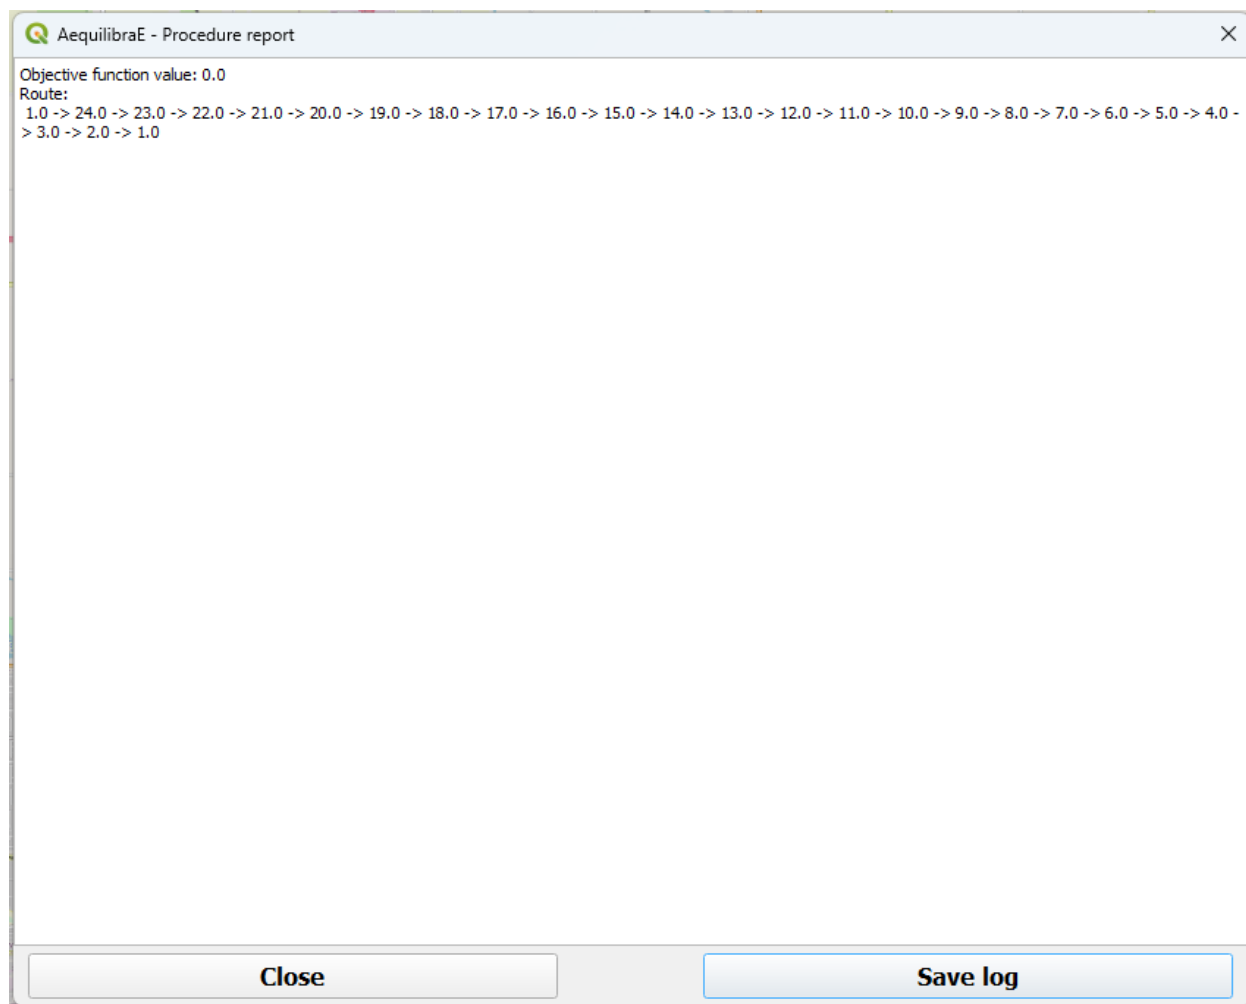 AequilibraE - Procedure report
Objective function value: 0.0
Route:
1.0 -> 24.0 -> 23.0 -> 22.0 -> 21.0 -> 20.0 -> 19.0 -> 18.0 -> 17.0 -> 16.0 -> 15.0 -> 14.0 -> 13.0 -> 12.0 -> 11.0 -> 10.0 -> 9.0 -> 8.0 -> 7.0 -> 6.0 -> 5.0 -> 4.0 -
> 3.0 -> 2.0 -> 1.0
Close
Save log